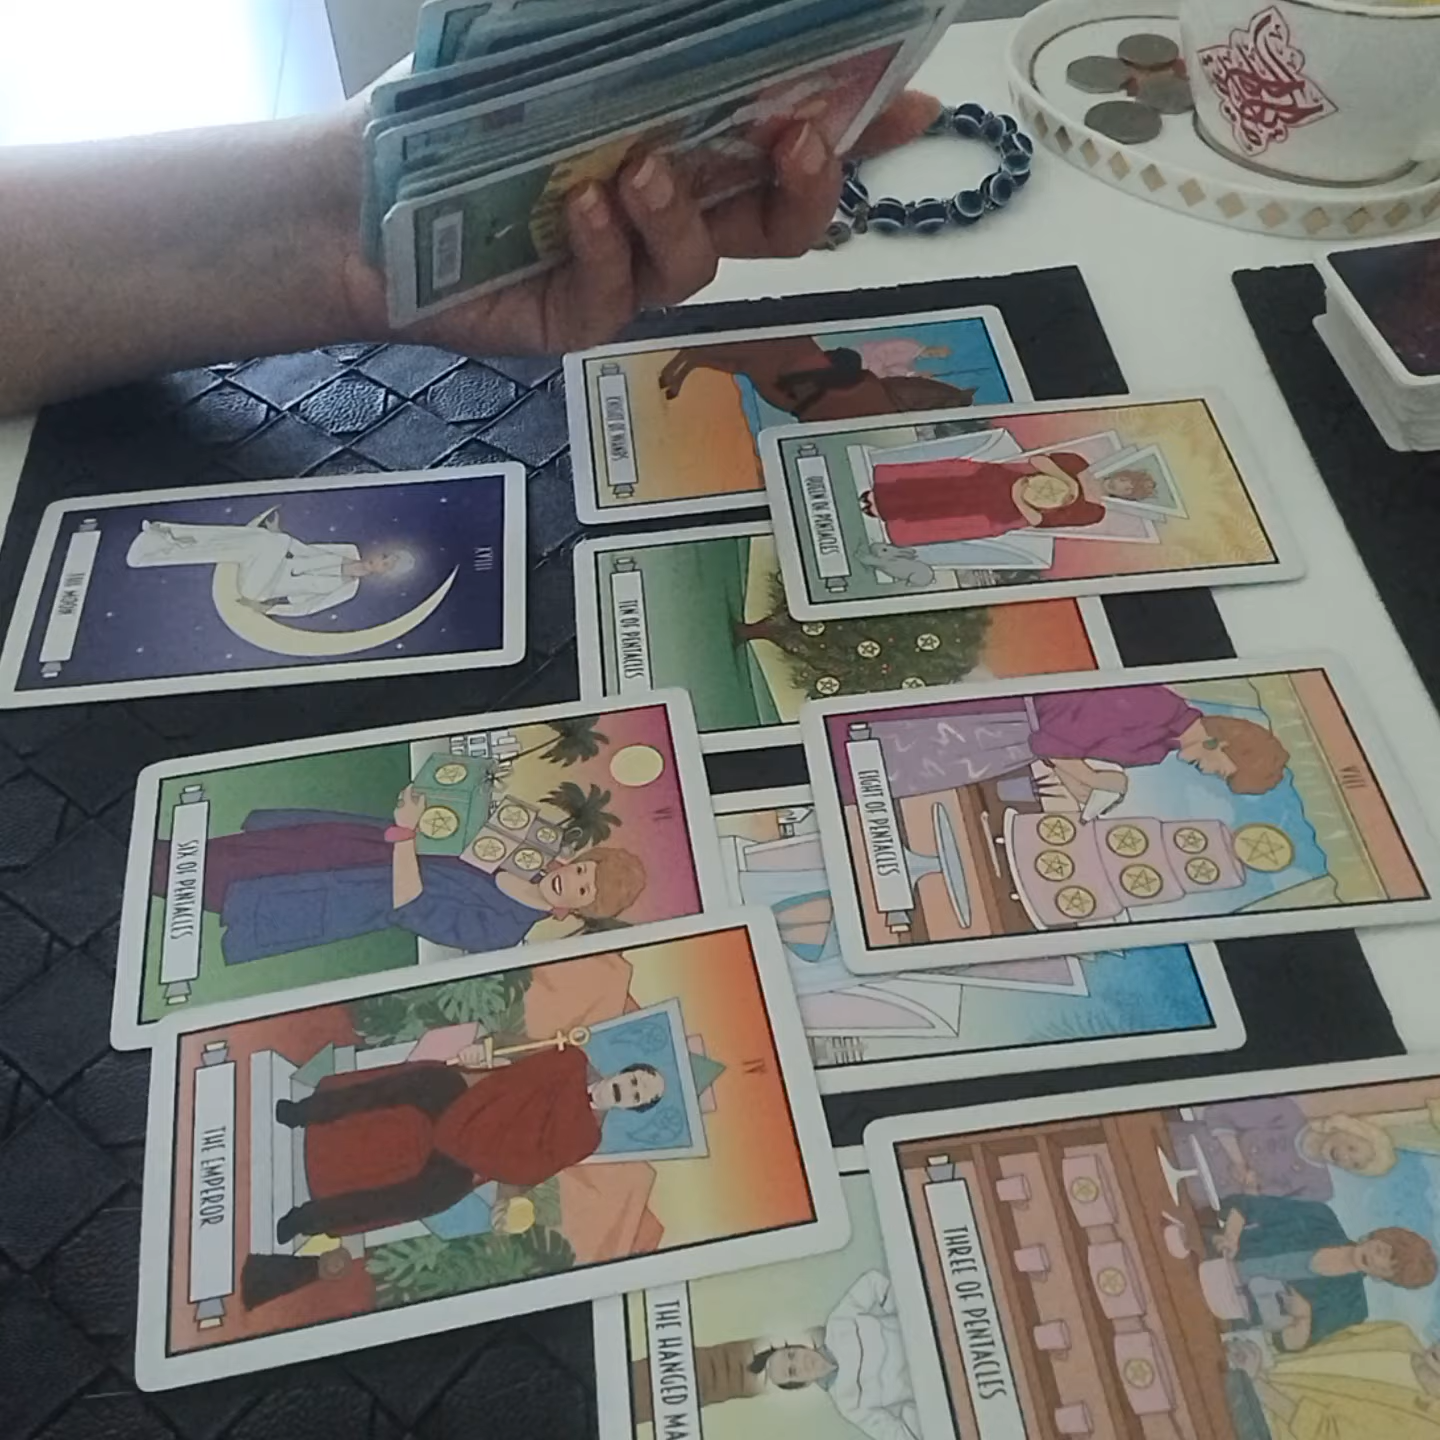 KNIGHT OF WANDS
QUEEN OF PENTACLES
XVIII
THE MOON
TEN OF PENTACLES
VIII
EIGHT OF PENTACLES
VI
SIX OF PENTACLES
IV
THE EMPEROR
THREE OF PENTACLES
THE HANGED MA